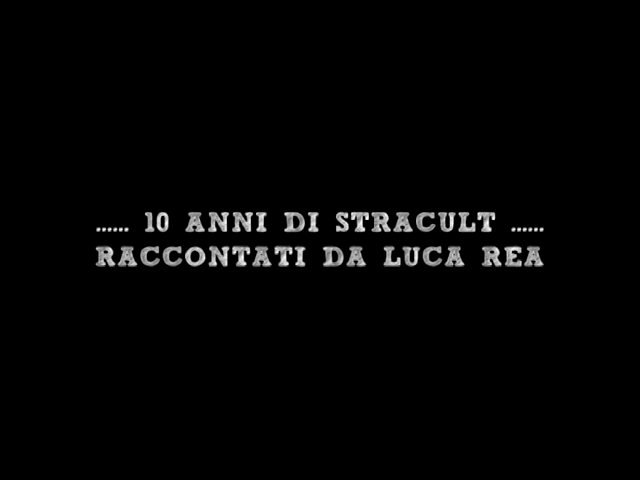 ...... 10 ANNI DI STRACULT ......
RACCONTATI DA LUCA REA